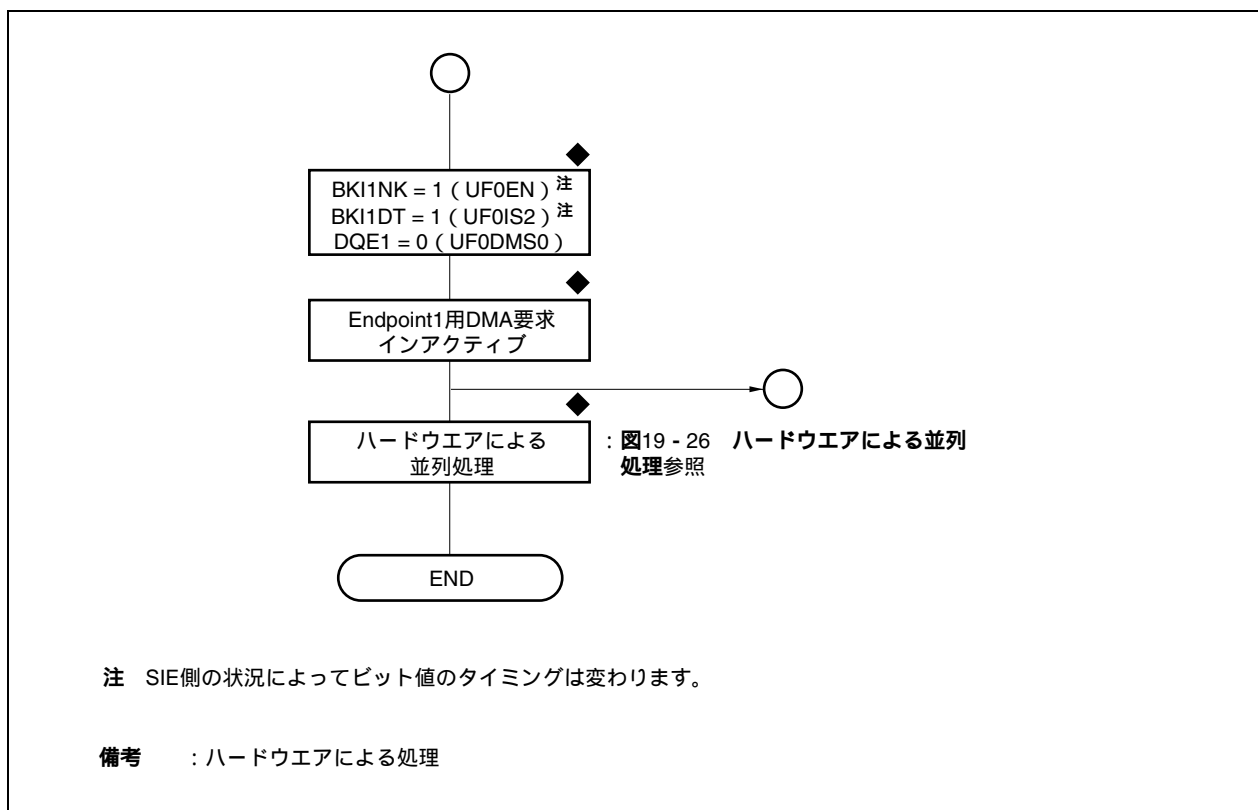 BKI1NK = 1（UF0EN）注
BKI1DT = 1（UF0IS2）注
DQE1 = 0（UF0DMS0）
Endpoint1用DMA要求
インアクティブ
ハードウエアによる
並列処理
：図19 - 26　ハードウエアによる並列
処理参照
END
注　SIE側の状況によってビット値のタイミングは変わります。
備考　　：ハードウエアによる処理